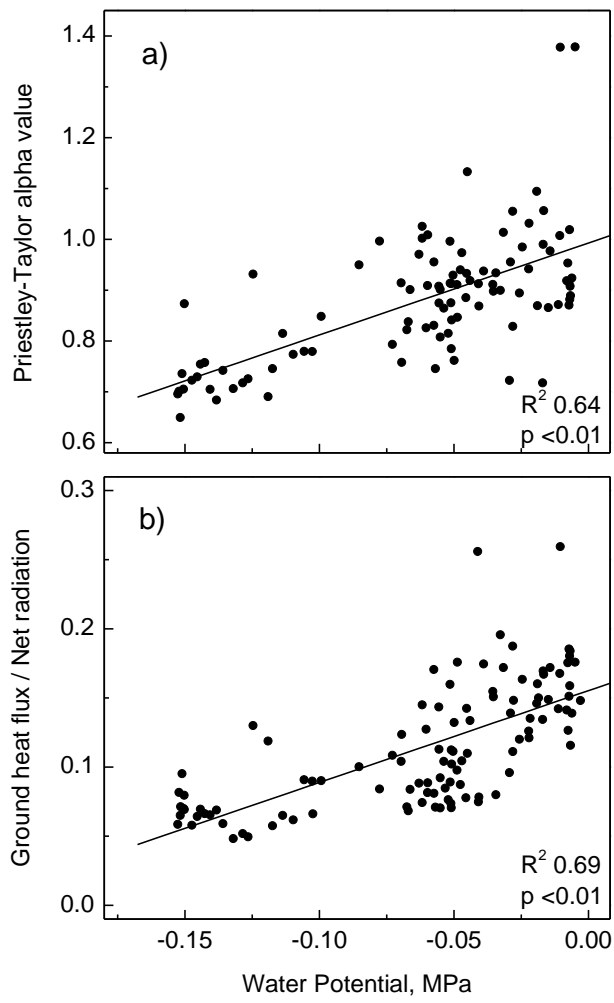 a)
1.4
1.2
1.0
0.8
0.6
Priestley-Taylor alpha value
R² 0.64
p <0.01
b)
0.3
0.2
0.1
0.0
Ground heat flux / Net radiation
R² 0.69
p <0.01
-0.15 -0.10 -0.05 0.00
Water Potential, MPa